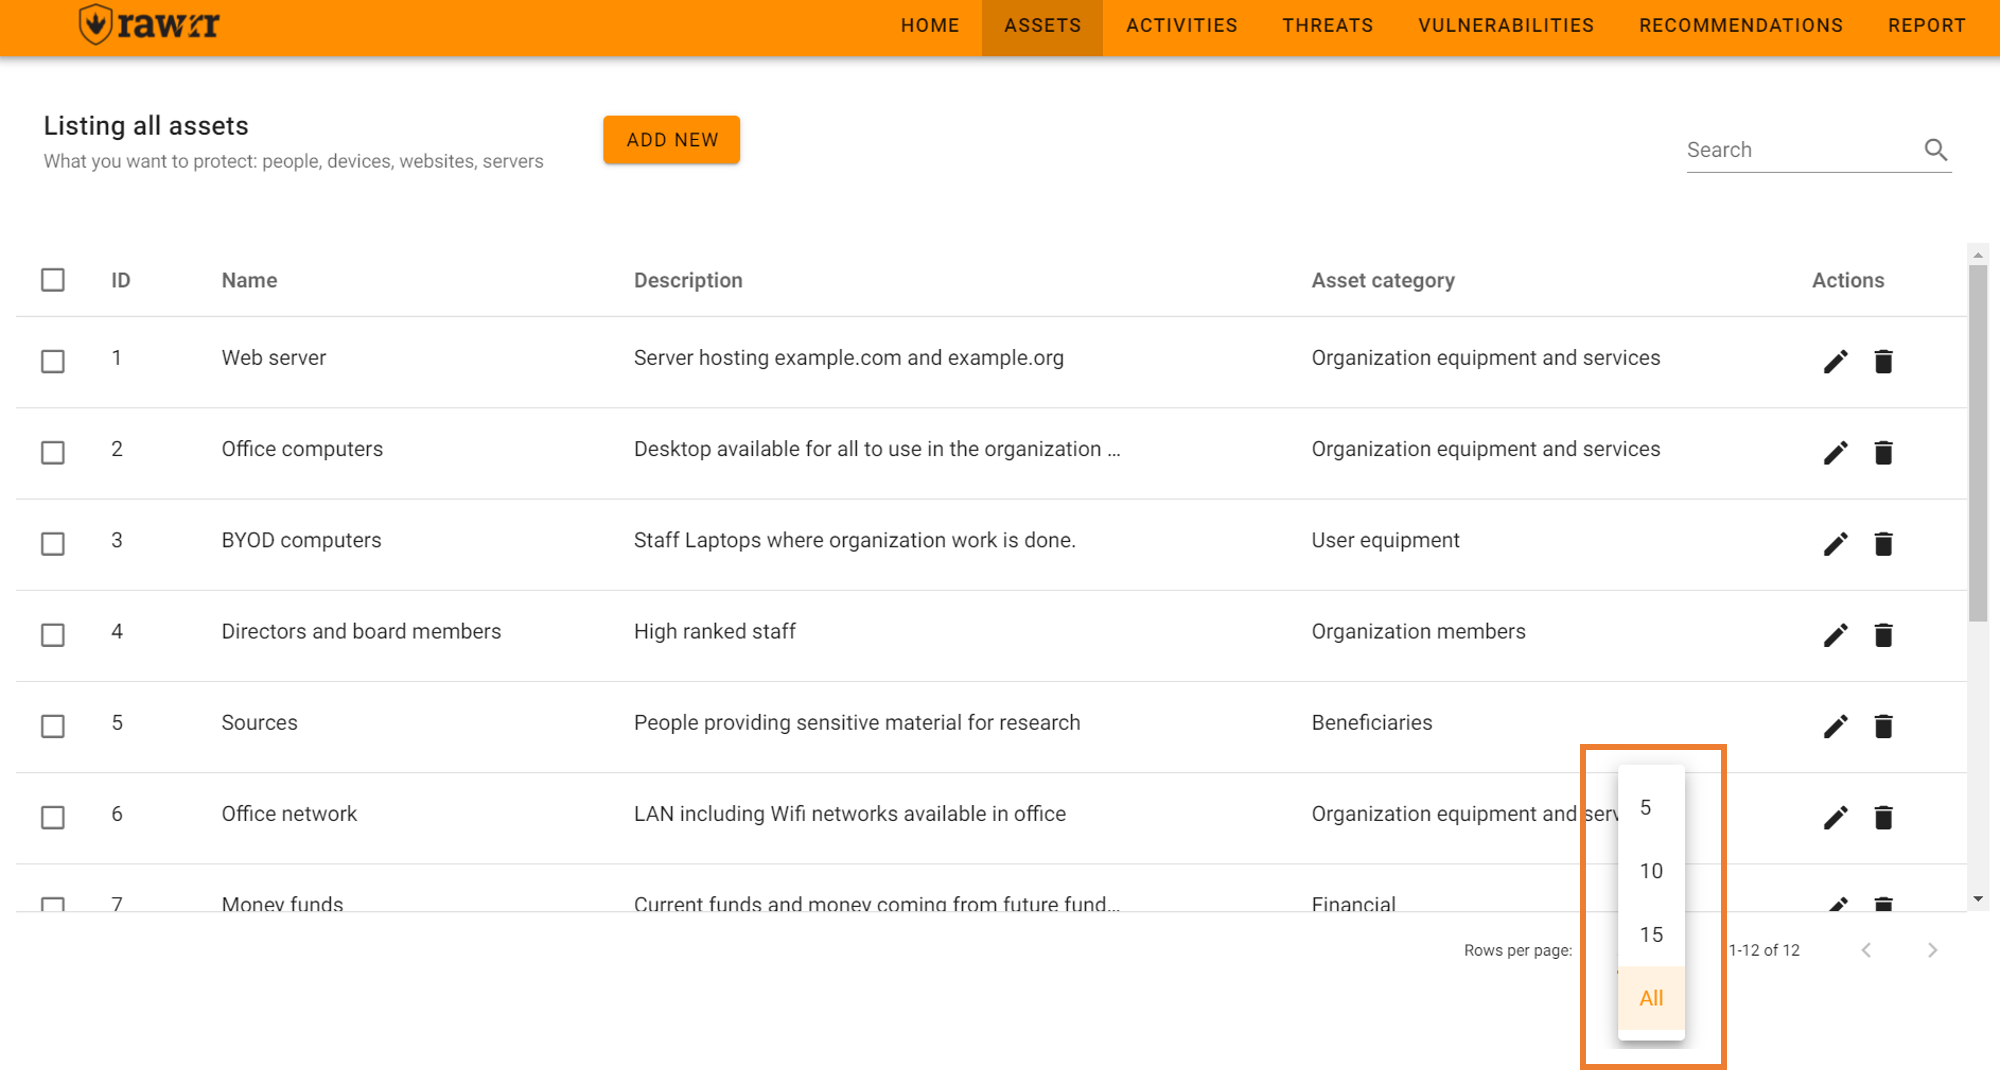 rawrr
HOME ASSETS ACTIVITIES THREATS VULNERABILITIES RECOMMENDATIONS REPORT
Listing all assets
What you want to protect: people, devices, websites, servers
ADD NEW
Search
ID Name Description Asset category Actions
1 Web server Server hosting example.com and example.org Organization equipment and services
2 Office computers Desktop available for all to use in the organization ... Organization equipment and services
3 BYOD computers Staff Laptops where organization work is done. User equipment
4 Directors and board members High ranked staff Organization members
5 Sources People providing sensitive material for research Beneficiaries
6 Office network LAN including Wifi networks available in office Organization equipment and serv
7 Money funds Current funds and money coming from future fund... Financial
5
10
15
All
Rows per page: 1-12 of 12